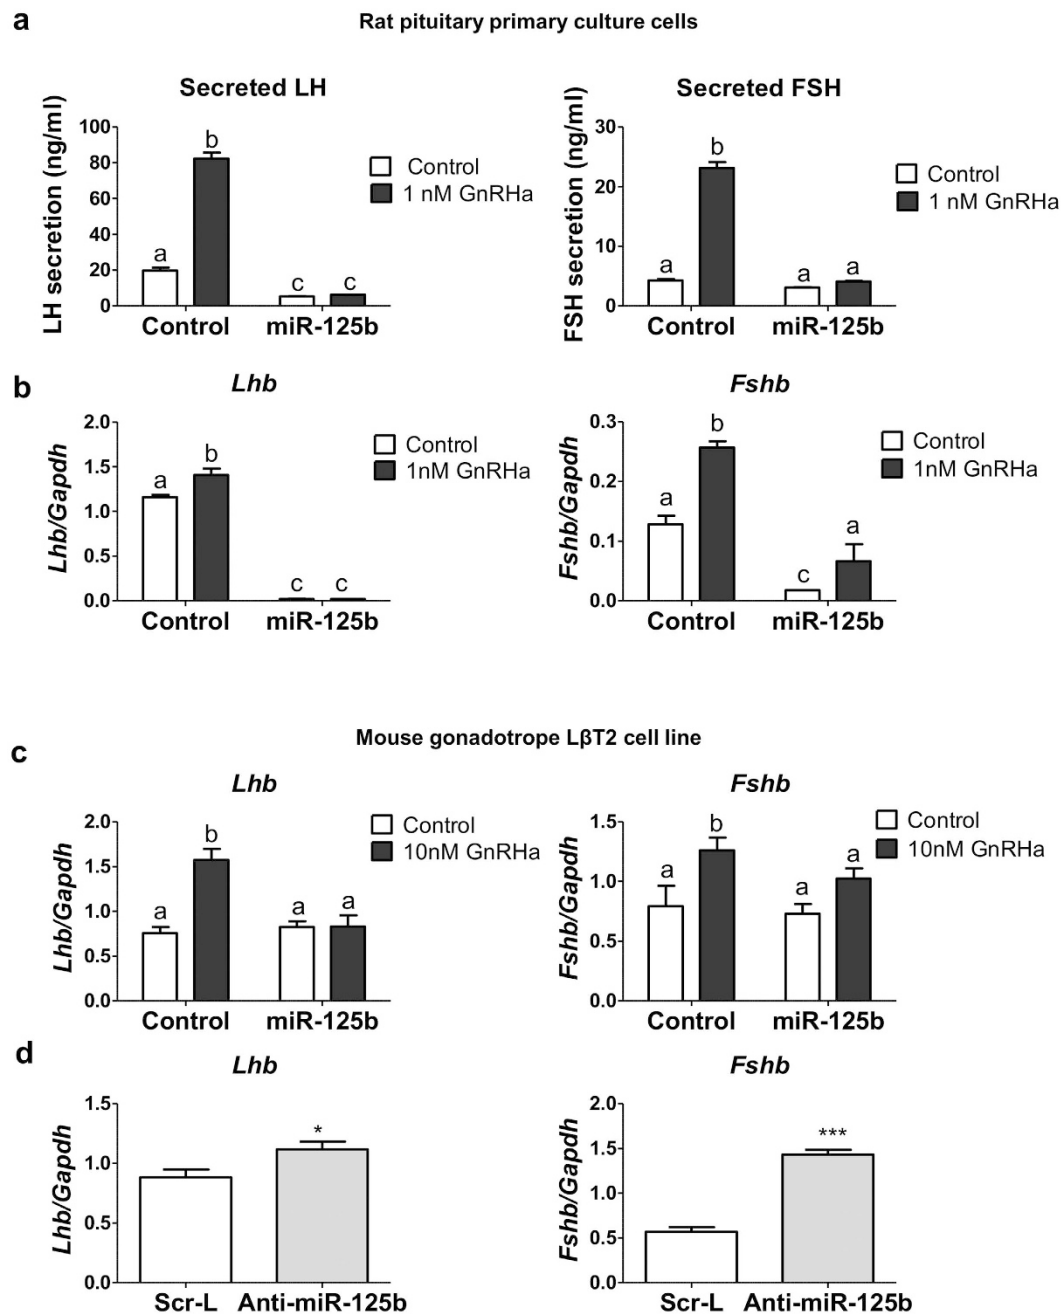 a
Rat pituitary primary culture cells
Secreted LH
LH secretion (ng/ml)
100
80
60
40
20
0
a
b
c
c
Control
miR-125b
Control
1 nM GnRHa
Secreted FSH
FSH secretion (ng/ml)
30
20
10
0
a
b
a
a
Control
miR-125b
Control
1 nM GnRHa
b
Lhb
Lhb/Gapdh
2.0
1.5
1.0
0.5
0.0
a
b
c
c
Control
miR-125b
Control
1nM GnRHa
Fshb
Fshb/Gapdh
0.3
0.2
0.1
0.0
a
b
c
a
Control
miR-125b
Control
1nM GnRHa
Mouse gonadotrope LβT2 cell line
c
Lhb
Lhb/Gapdh
2.0
1.5
1.0
0.5
0.0
a
b
a
a
Control
miR-125b
Control
10nM GnRHa
Fshb
Fshb/Gapdh
1.5
1.0
0.5
0.0
a
b
a
a
Control
miR-125b
Control
10nM GnRHa
d
Lhb
Lhb/Gapdh
1.5
1.0
0.5
0.0
*
Scr-L
Anti-miR-125b
Fshb
Fshb/Gapdh
2.0
1.5
1.0
0.5
0.0
***
Scr-L
Anti-miR-125b